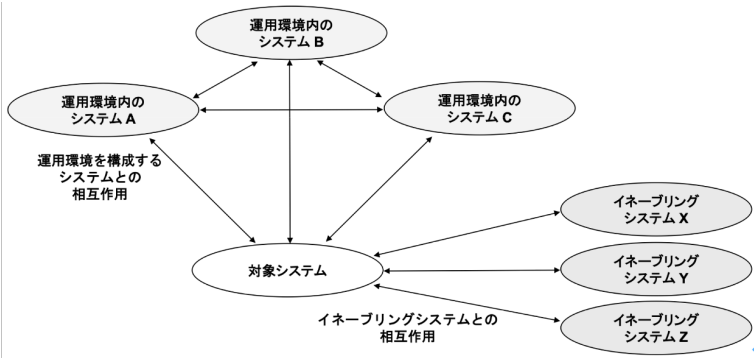 運用環境内の
システム B
運用環境内の
システム A
運用環境内の
システム C
運用環境を構成する
システムとの
相互作用
イネーブリング
システム X
対象システム
イネーブリング
システム Y
イネーブリングシステムとの
相互作用
イネーブリング
システム Z